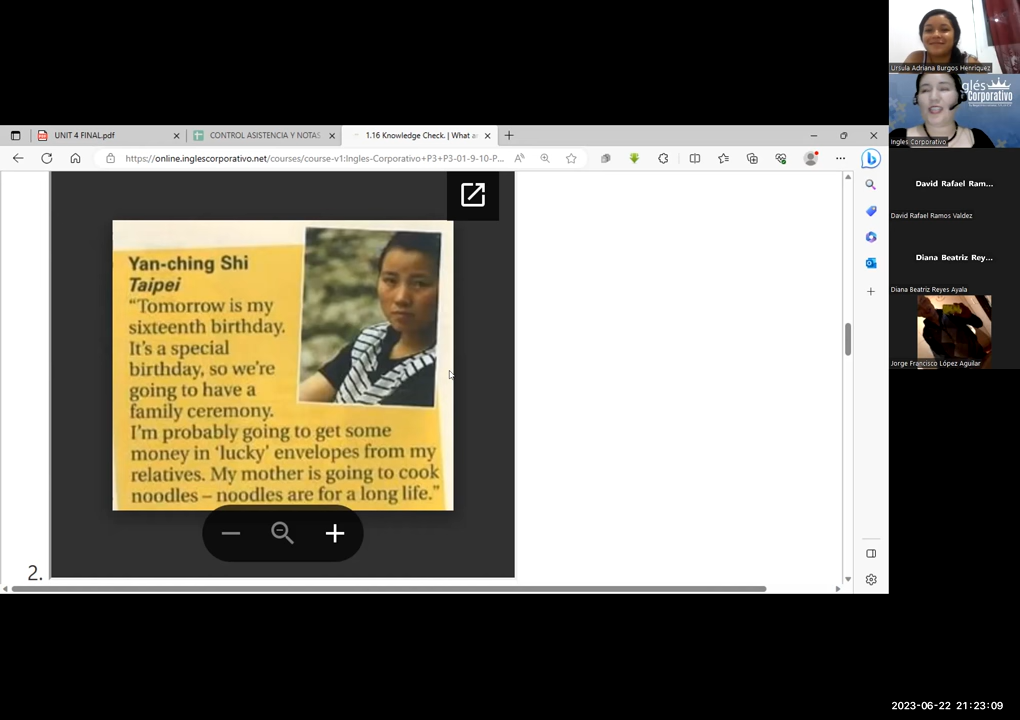 UNIT 4 FINAL.pdf
CONTROL ASISTENCIA Y NOTAS
1.16 Knowledge Check. | What a
https://online.inglescorporativo.net/courses/course-v1:Ingles-Corporativo+P3+P3-01-9-10-P...
Yan-ching Shi
Taipei
“Tomorrow is my
sixteenth birthday.
It's a special
birthday, so we're
going to have a
family ceremony.
I'm probably going to get some
money in ‘lucky’ envelopes from my
relatives. My mother is going to cook
noodles – noodles are for a long life.”
2.
Ursula Adriana Burgos Henriquez
glés
Corporativo
Ingles Corporativo
David Rafael Ram...
David Rafael Ramos Valdez
Diana Beatriz Rey...
Diana Beatriz Reyes Ayala
Jorge Francisco López Aguilar
2023-06-22 21:23:09